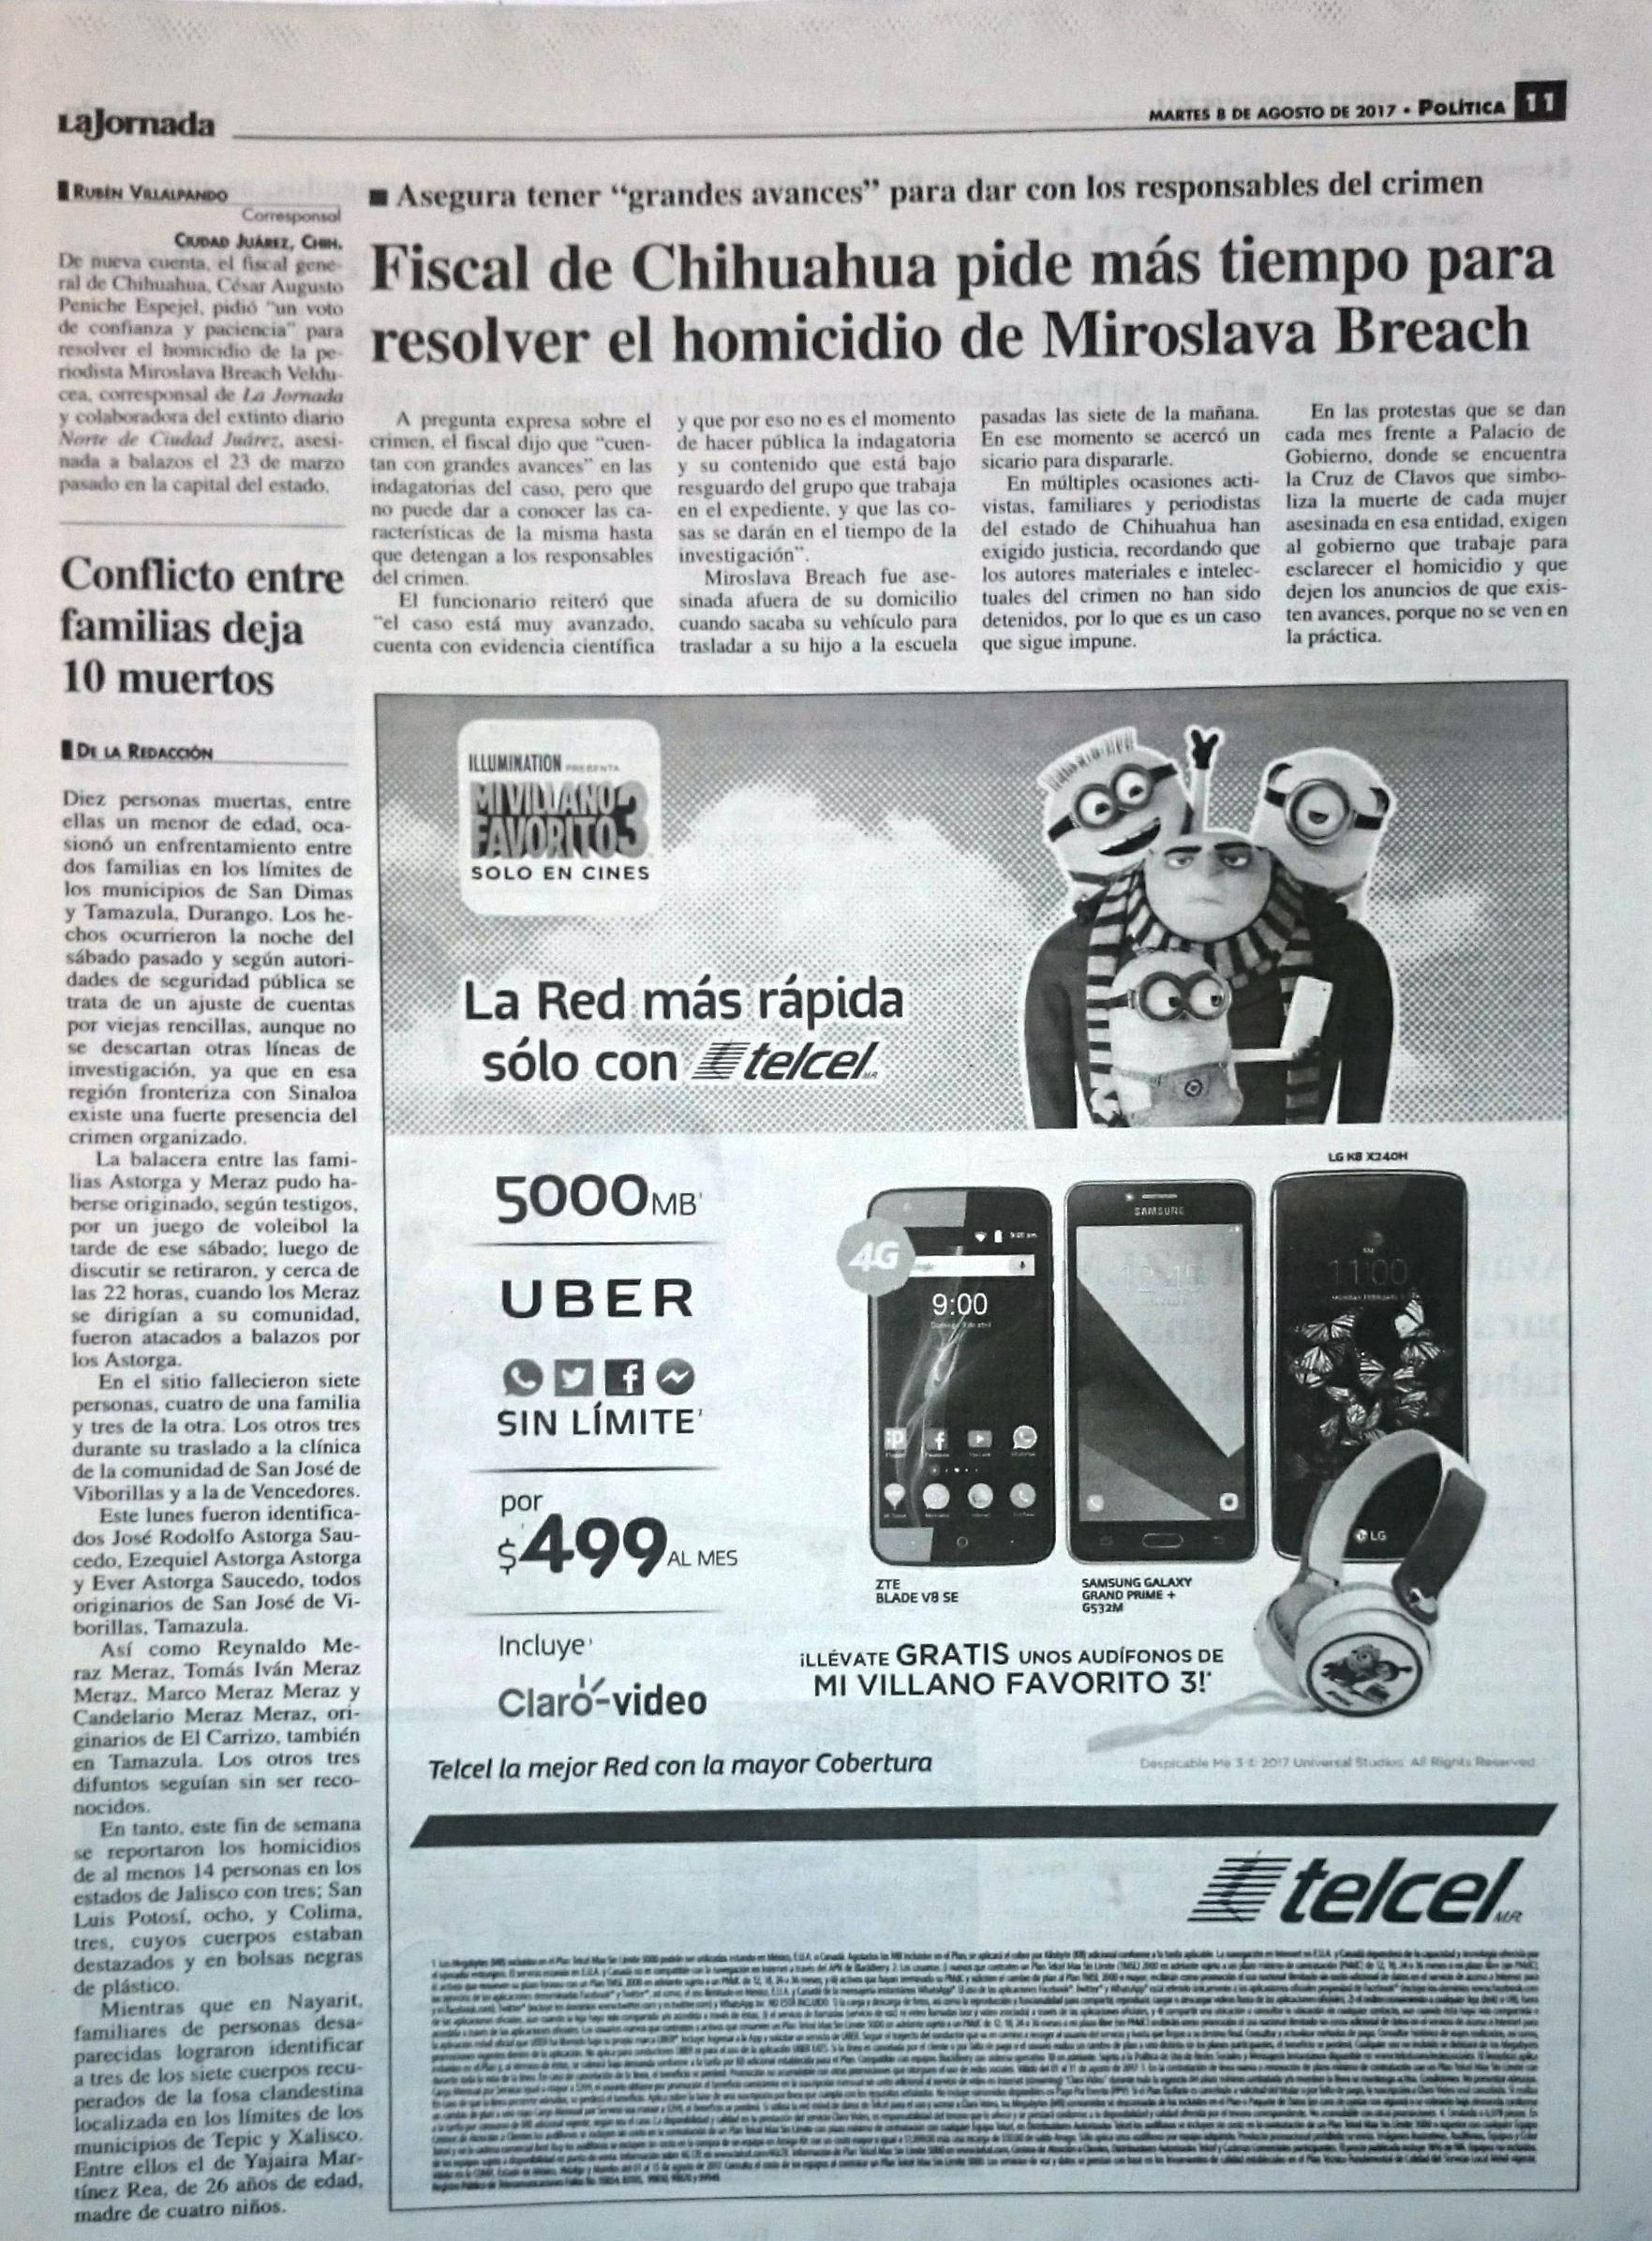 La Jornada
MARTES 8 DE AGOSTO DE 2017 • POLÍTICA 11
RUBÉN VILLALPANDO
Corresponsal
CIUDAD JUÁREZ, CHIH.
De nueva cuenta, el fiscal gene-
ral de Chihuahua, César Augusto
Peniche Espejel, pidió "un voto
de confianza y paciencia" para
resolver el homicidio de la pe-
riodista Miroslava Breach Veldu-
cea, corresponsal de La Jornada
y colaboradora del extinto diario
Norte de Ciudad Juárez, asesi-
nada a balazos el 23 de marzo
pasado en la capital del estado.
■ Asegura tener "grandes avances" para dar con los responsables del crimen
Fiscal de Chihuahua pide más tiempo para
resolver el homicidio de Miroslava Breach
A pregunta expresa sobre el
crimen, el fiscal dijo que "cuen-
tan con grandes avances" en las
indagatorias del caso, pero que
no puede dar a conocer las ca-
racterísticas de la misma hasta
que detengan a los responsables
del crimen.
El funcionario reiteró que
"el caso está muy avanzado,
cuenta con evidencia científica
y que por eso no es el momento
de hacer pública la indagatoria
y su contenido que está bajo
resguardo del grupo que trabaja
en el expediente, y que las co-
sas se darán en el tiempo de la
investigación".
Miroslava Breach fue ase-
sinada afuera de su domicilio
cuando sacaba su vehículo para
trasladar a su hijo a la escuela
pasadas las siete de la mañana.
En ese momento se acercó un
sicario para dispararle.
En múltiples ocasiones acti-
vistas, familiares y periodistas
del estado de Chihuahua han
exigido justicia, recordando que
los autores materiales e intelec-
tuales del crimen no han sido
detenidos, por lo que es un caso
que sigue impune.
En las protestas que se dan
cada mes frente a Palacio de
Gobierno, donde se encuentra
la Cruz de Clavos que simbo-
liza la muerte de cada mujer
asesinada en esa entidad, exigen
al gobierno que trabaje para
esclarecer el homicidio y que
dejen los anuncios de que exis-
ten avances, porque no se ven en
la práctica.
Conflicto entre
familias deja
10 muertos
DE LA REDACCIÓN
Diez personas muertas, entre
ellas un menor de edad, oca-
sionó un enfrentamiento entre
dos familias en los límites de
los municipios de San Dimas
y Tamazula, Durango. Los he-
chos ocurrieron la noche del
sábado pasado y según autori-
dades de seguridad pública se
trata de un ajuste de cuentas
por viejas rencillas, aunque no
se descartan otras líneas de
investigación, ya que en esa
región fronteriza con Sinaloa
existe una fuerte presencia del
crimen organizado.
La balacera entre las fami-
lias Astorga y Meraz pudo ha-
berse originado, según testigos,
por un juego de voleibol la
tarde de ese sábado; luego de
discutir se retiraron, y cerca de
las 22 horas, cuando los Meraz
se dirigían a su comunidad,
fueron atacados a balazos por
los Astorga.
En el sitio fallecieron siete
personas, cuatro de una familia
y tres de la otra. Los otros tres
durante su traslado a la clínica
de la comunidad de San José de
Viborillas y a la de Vencedores.
Este lunes fueron identifica-
dos José Rodolfo Astorga Sau-
cedo, Ezequiel Astorga Astorga
y Ever Astorga Saucedo, todos
originarios de San José de Vi-
borillas, Tamazula.
Así como Reynaldo Me-
raz Meraz, Tomás Iván Meraz
Meraz, Marco Meraz Meraz y
Candelario Meraz Meraz, ori-
ginarios de El Carrizo, también
en Tamazula. Los otros tres
difuntos seguían sin ser reco-
nocidos.
En tanto, este fin de semana
se reportaron los homicidios
de al menos 14 personas en los
estados de Jalisco con tres; San
Luis Potosí, ocho, y Colima,
tres, cuyos cuerpos estaban
destazados y en bolsas negras
de plástico.
Mientras que en Nayarit,
familiares de personas desa-
parecidas lograron identificar
a tres de los siete cuerpos recu-
perados de la fosa clandestina
localizada en los límites de los
municipios de Tepic y Xalisco.
Entre ellos el de Yajaira Mar-
tínez Rea, de 26 años de edad,
madre de cuatro niños.
ILLUMINATION PRESENTA
MI VILLANO
FAVORITO 3
SOLO EN CINES
La Red más rápida
sólo con telcel MR
5000MB¹
UBER
SIN LÍMITE²
por
$499 AL MES
Incluye³
Claro-video
4G
9:00
SAMSUNG
LG K8 X240H
11:00
LG
ZTE
BLADE V8 SE
SAMSUNG GALAXY
GRAND PRIME +
G532M
¡LLÉVATE GRATIS UNOS AUDÍFONOS DE
MI VILLANO FAVORITO 3!*
Telcel la mejor Red con la mayor Cobertura
Despicable Me 3 © 2017 Universal Studios. All Rights Reserved.
telcel MR